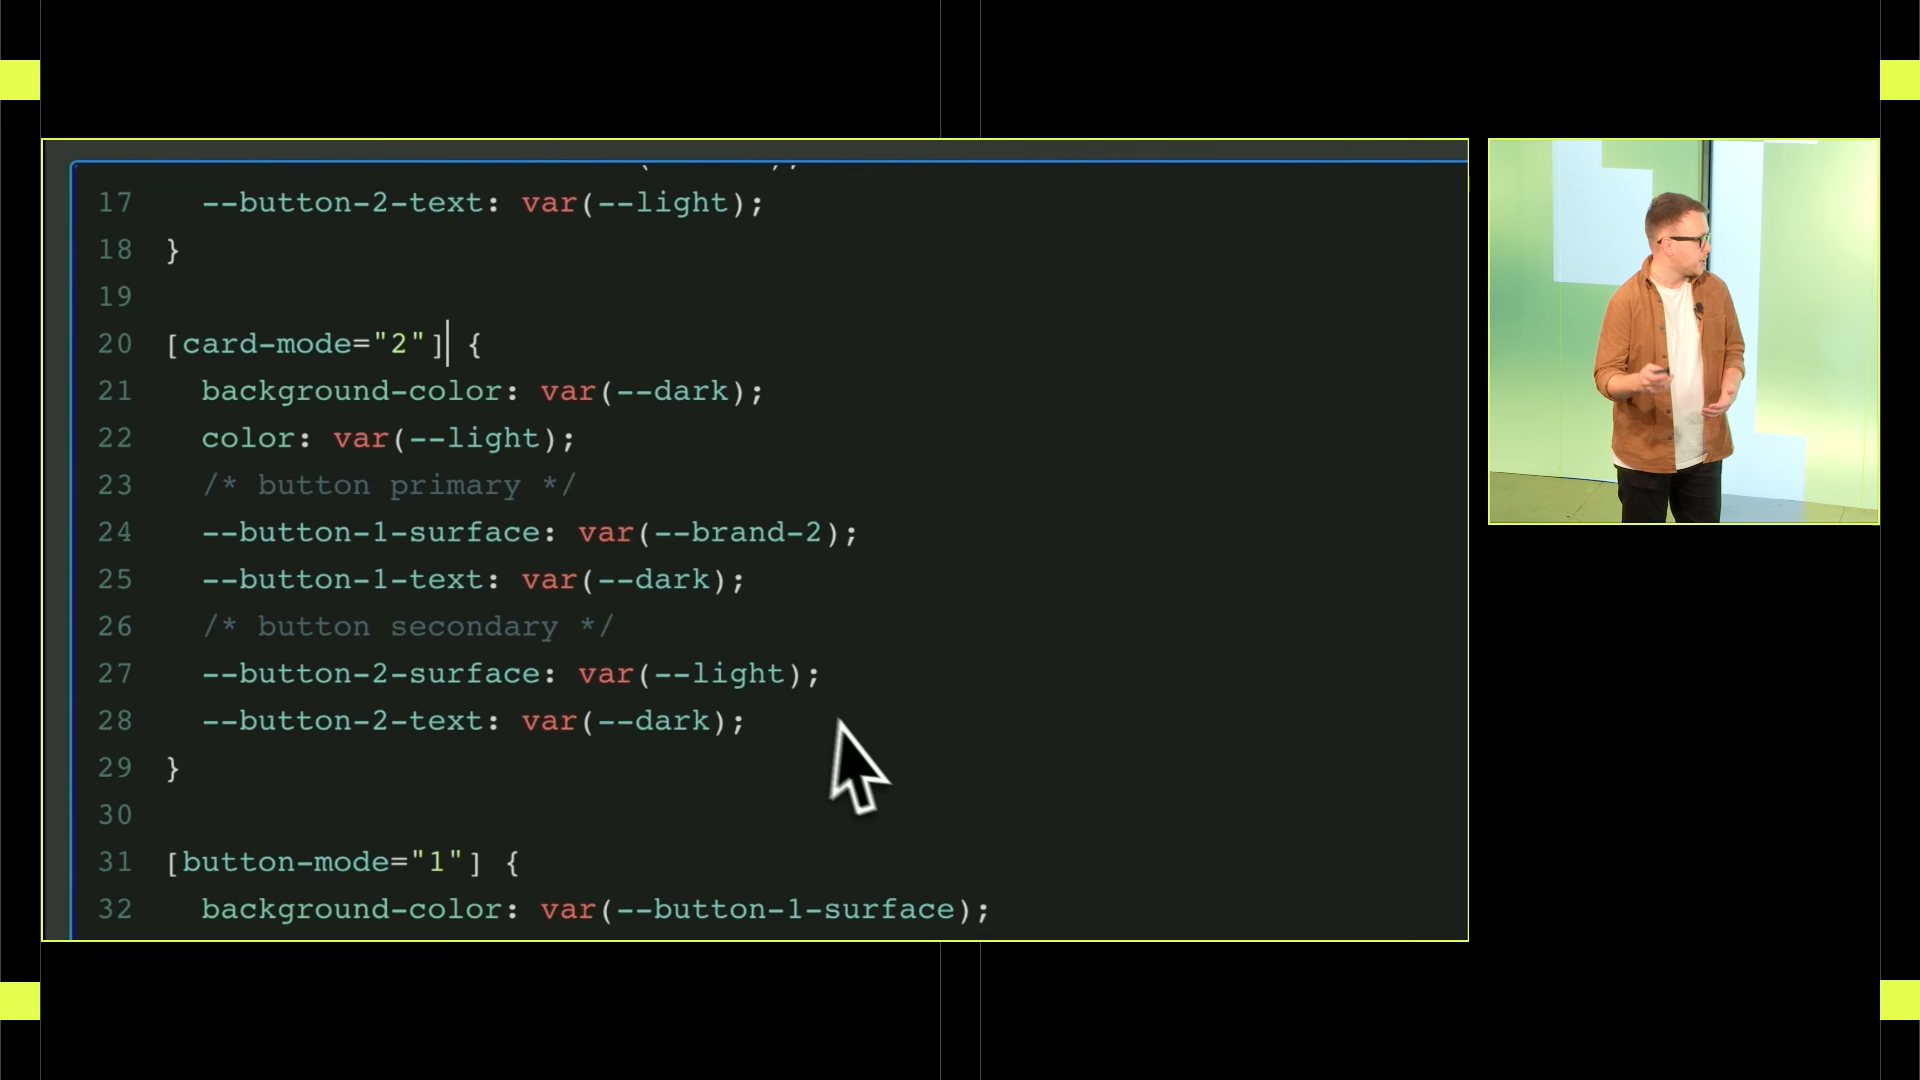 17 --button-2-text: var(--light);
18 }
19
20 [card-mode="2"] {
21 background-color: var(--dark);
22 color: var(--light);
23 /* button primary */
24 --button-1-surface: var(--brand-2);
25 --button-1-text: var(--dark);
26 /* button secondary */
27 --button-2-surface: var(--light);
28 --button-2-text: var(--dark);
29 }
30
31 [button-mode="1"] {
32 background-color: var(--button-1-surface);